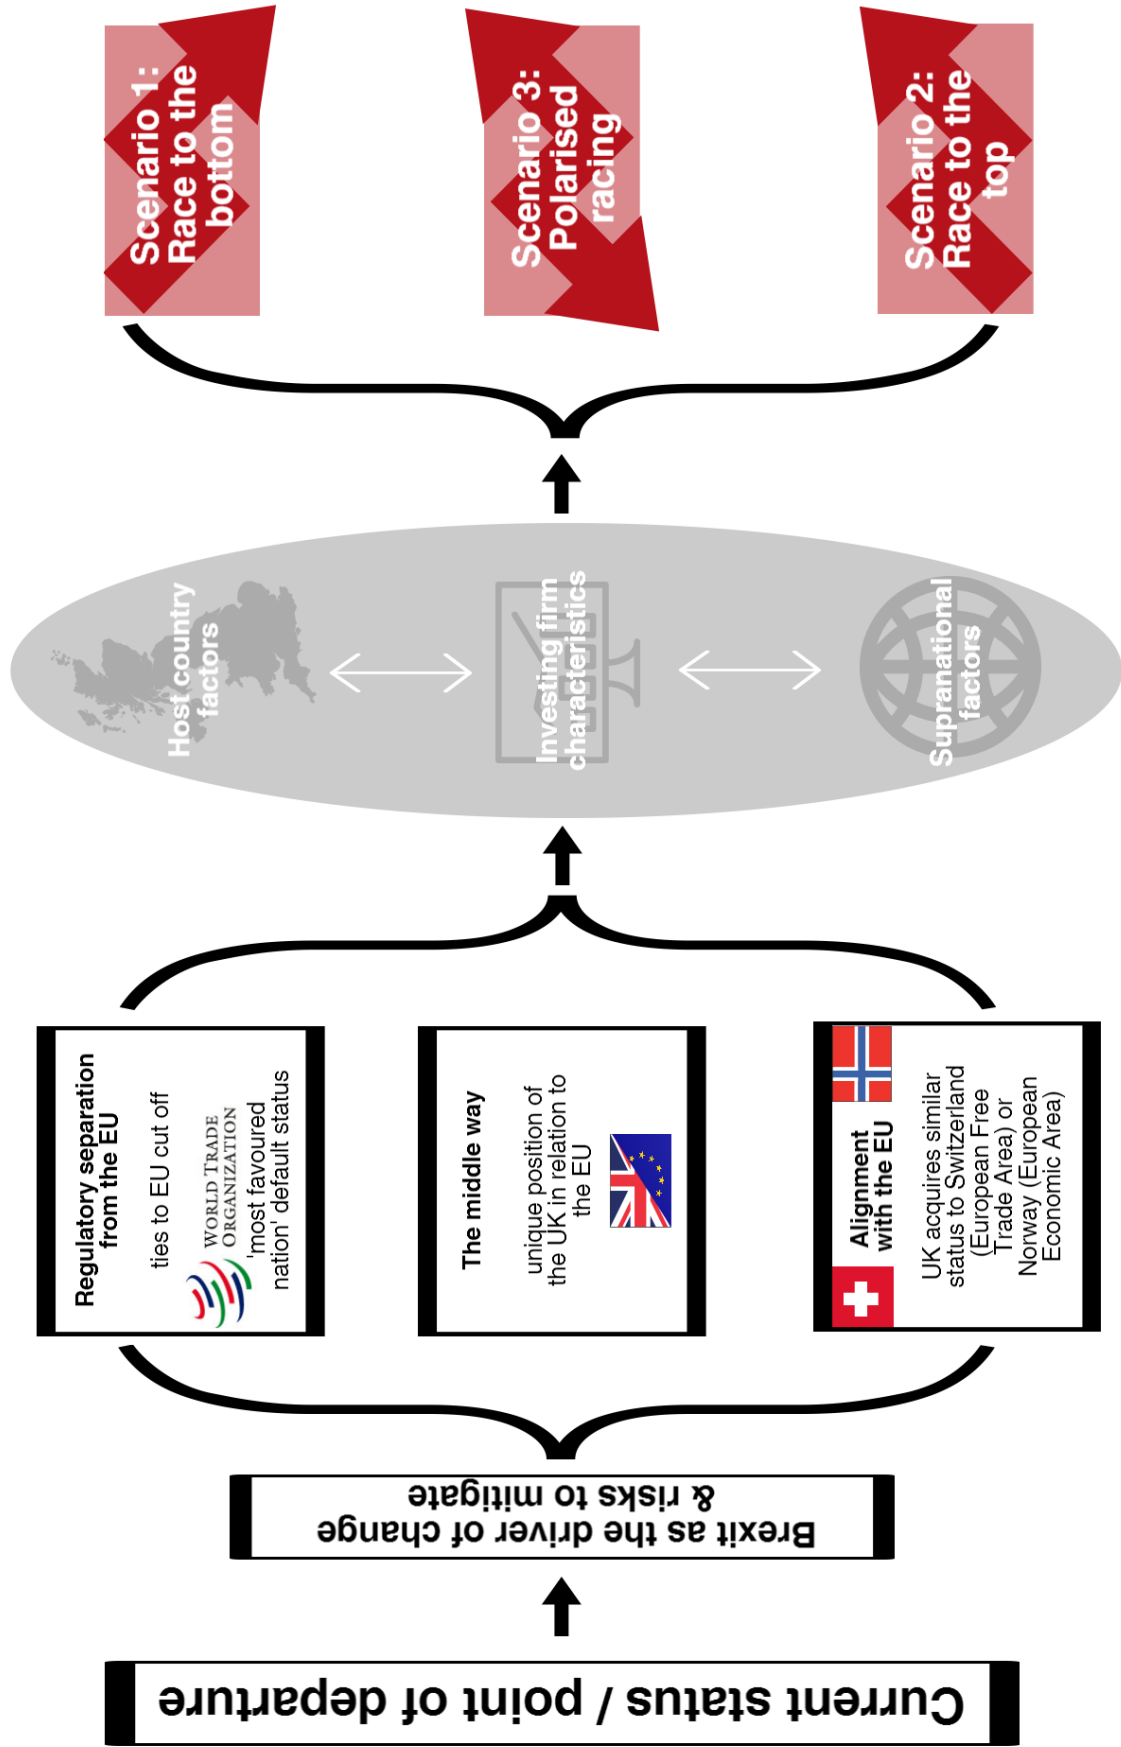 Current status / point of departure
Brexit as the driver of change
& risks to mitigate
Regulatory separation
from the EU
ties to EU cut off
WORLD TRADE
ORGANIZATION
'most favoured
nation' default status
The middle way
unique position of
the UK in relation to
the EU
Alignment
with the EU
UK acquires similar
status to Switzerland
(European Free
Trade Area) or
Norway (European
Economic Area)
Host country
factors
Investing firm
characteristics
Supranational
factors
Scenario 1:
Race to the
bottom
Scenario 3:
Polarised
racing
Scenario 2:
Race to the
top